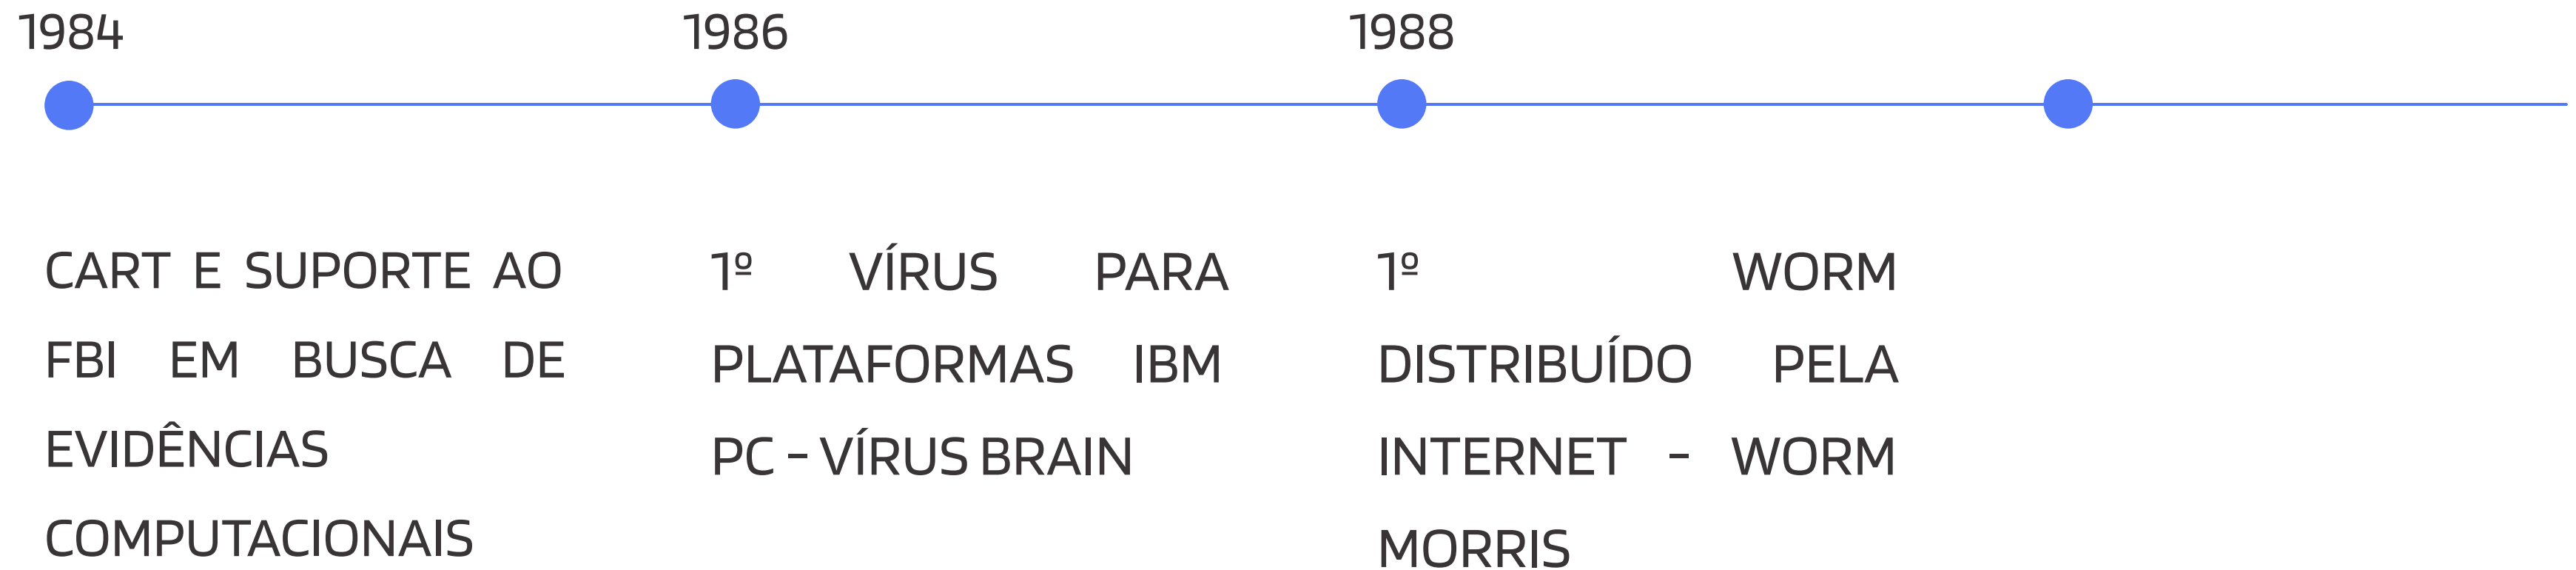 1984
1986
1988
CART E SUPORTE AO
FBI EM BUSCA DE
EVIDÊNCIAS
COMPUTACIONAIS
1º VÍRUS PARA
PLATAFORMAS IBM
PC – VÍRUS BRAIN
1º WORM
DISTRIBUÍDO PELA
INTERNET – WORM
MORRIS